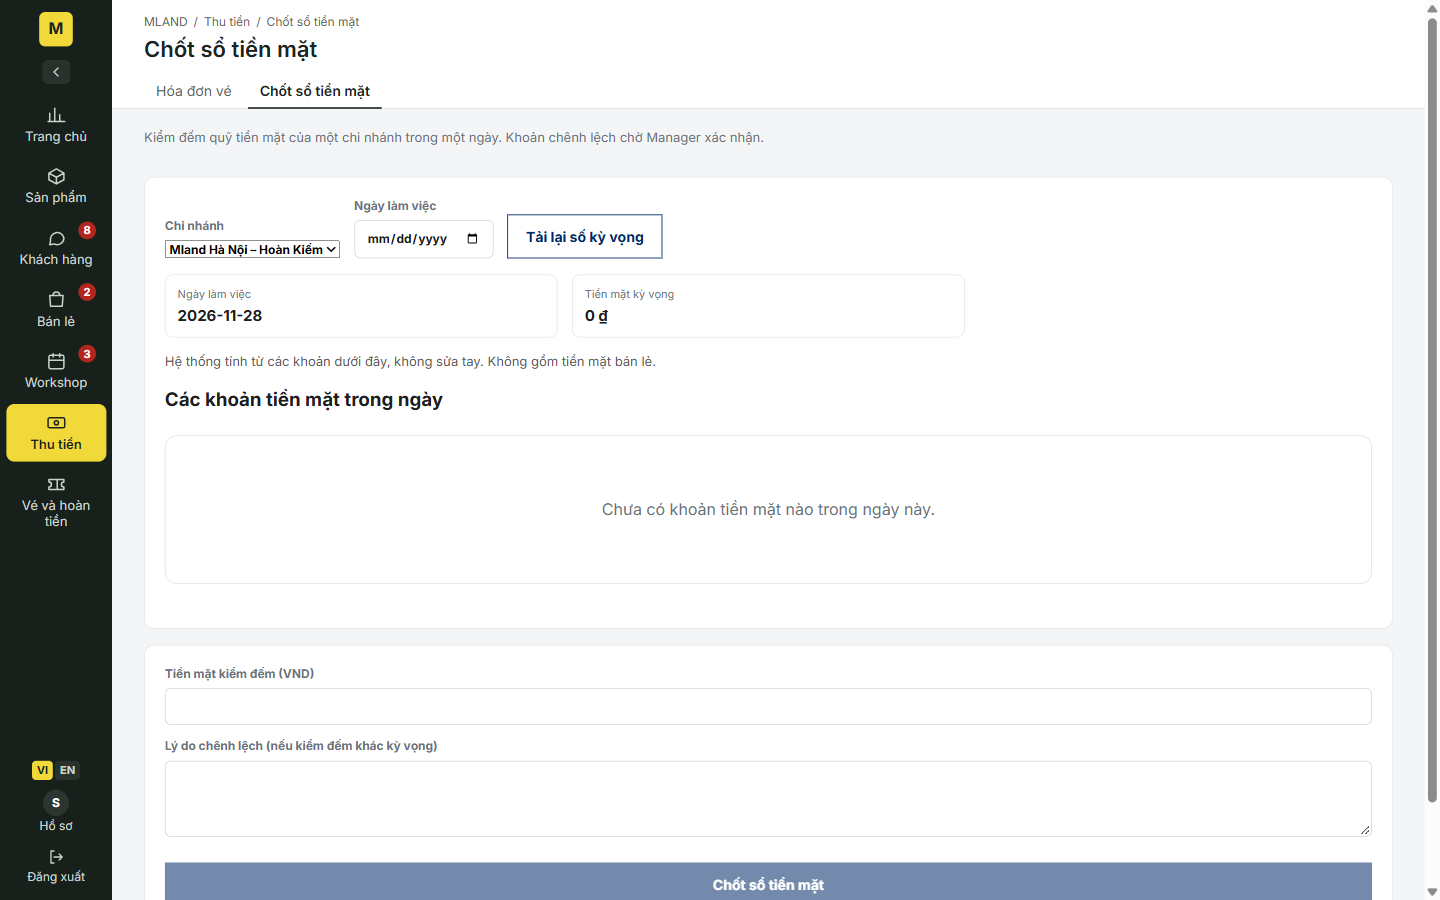 M
Trang chủ
Sản phẩm
8
Khách hàng
2
Bán lẻ
3
Workshop
Thu tiền
Vé và hoàn
tiền
VI EN
S
Hồ sơ
Đăng xuất
MLAND / Thu tiền / Chốt sổ tiền mặt
Chốt sổ tiền mặt
Hóa đơn vé
Chốt sổ tiền mặt
Kiểm đếm quỹ tiền mặt của một chi nhánh trong một ngày. Khoản chênh lệch chờ Manager xác nhận.
Chi nhánh
Mland Hà Nội – Hoàn Kiếm
Ngày làm việc
mm/dd/yyyy
Tải lại số kỳ vọng
Ngày làm việc
2026-11-28
Tiền mặt kỳ vọng
0 ₫
Hệ thống tính từ các khoản dưới đây, không sửa tay. Không gồm tiền mặt bán lẻ.
Các khoản tiền mặt trong ngày
Chưa có khoản tiền mặt nào trong ngày này.
Tiền mặt kiểm đếm (VND)
Lý do chênh lệch (nếu kiểm đếm khác kỳ vọng)
Chốt sổ tiền mặt